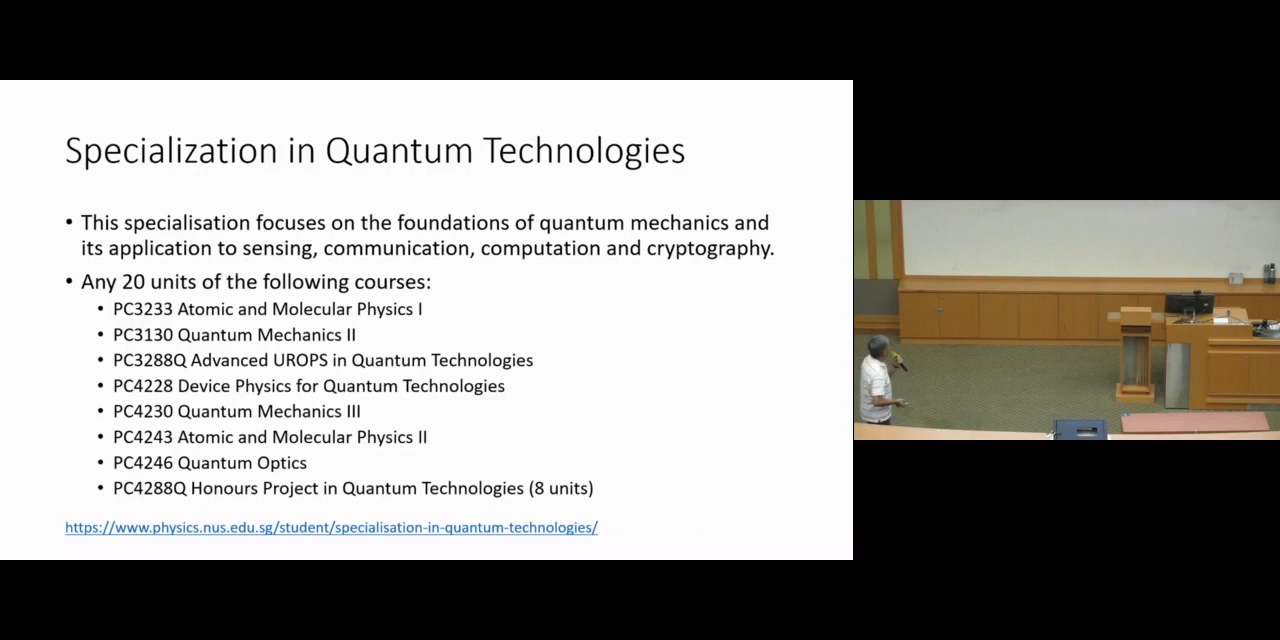 Specialization in Quantum Technologies
• This specialisation focuses on the foundations of quantum mechanics and
its application to sensing, communication, computation and cryptography.
• Any 20 units of the following courses:
• PC3233 Atomic and Molecular Physics I
• PC3130 Quantum Mechanics II
• PC3288Q Advanced UROPS in Quantum Technologies
• PC4228 Device Physics for Quantum Technologies
• PC4230 Quantum Mechanics III
• PC4243 Atomic and Molecular Physics II
• PC4246 Quantum Optics
• PC4288Q Honours Project in Quantum Technologies (8 units)
https://www.physics.nus.edu.sg/student/specialisation-in-quantum-technologies/